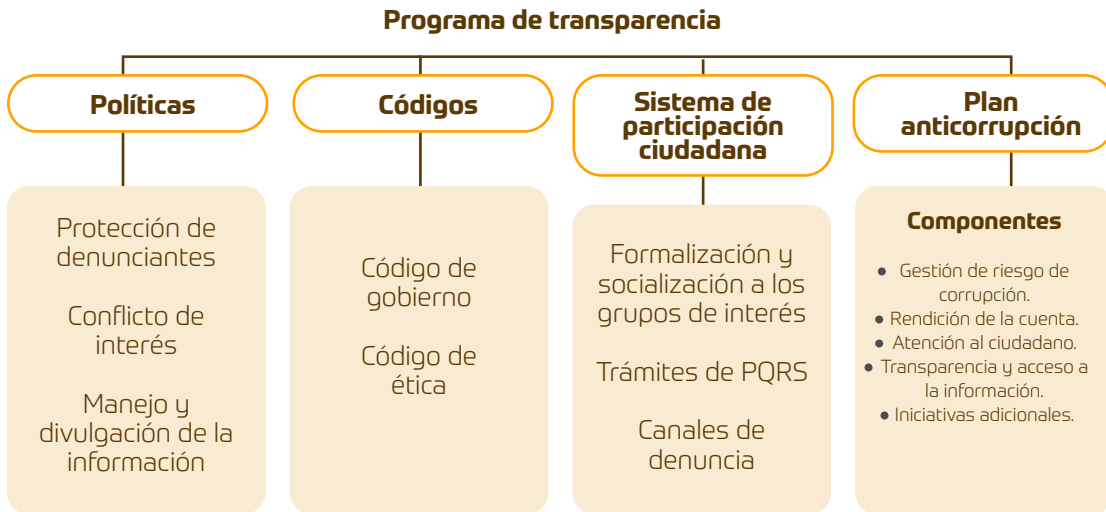 Programa de transparencia
Políticas
Protección de
denunciantes
Conflicto de
interés
Manejo y
divulgación de la
información
Códigos
Código de
gobierno
Código de
ética
Sistema de
participación
ciudadana
Formalización y
socialización a los
grupos de interés
Trámites de PQRS
Canales de
denuncia
Plan
anticorrupción
Componentes
• Gestión de riesgo de
corrupción.
• Rendición de la cuenta.
• Atención al ciudadano.
• Transparencia y acceso a
la información.
• Iniciativas adicionales.